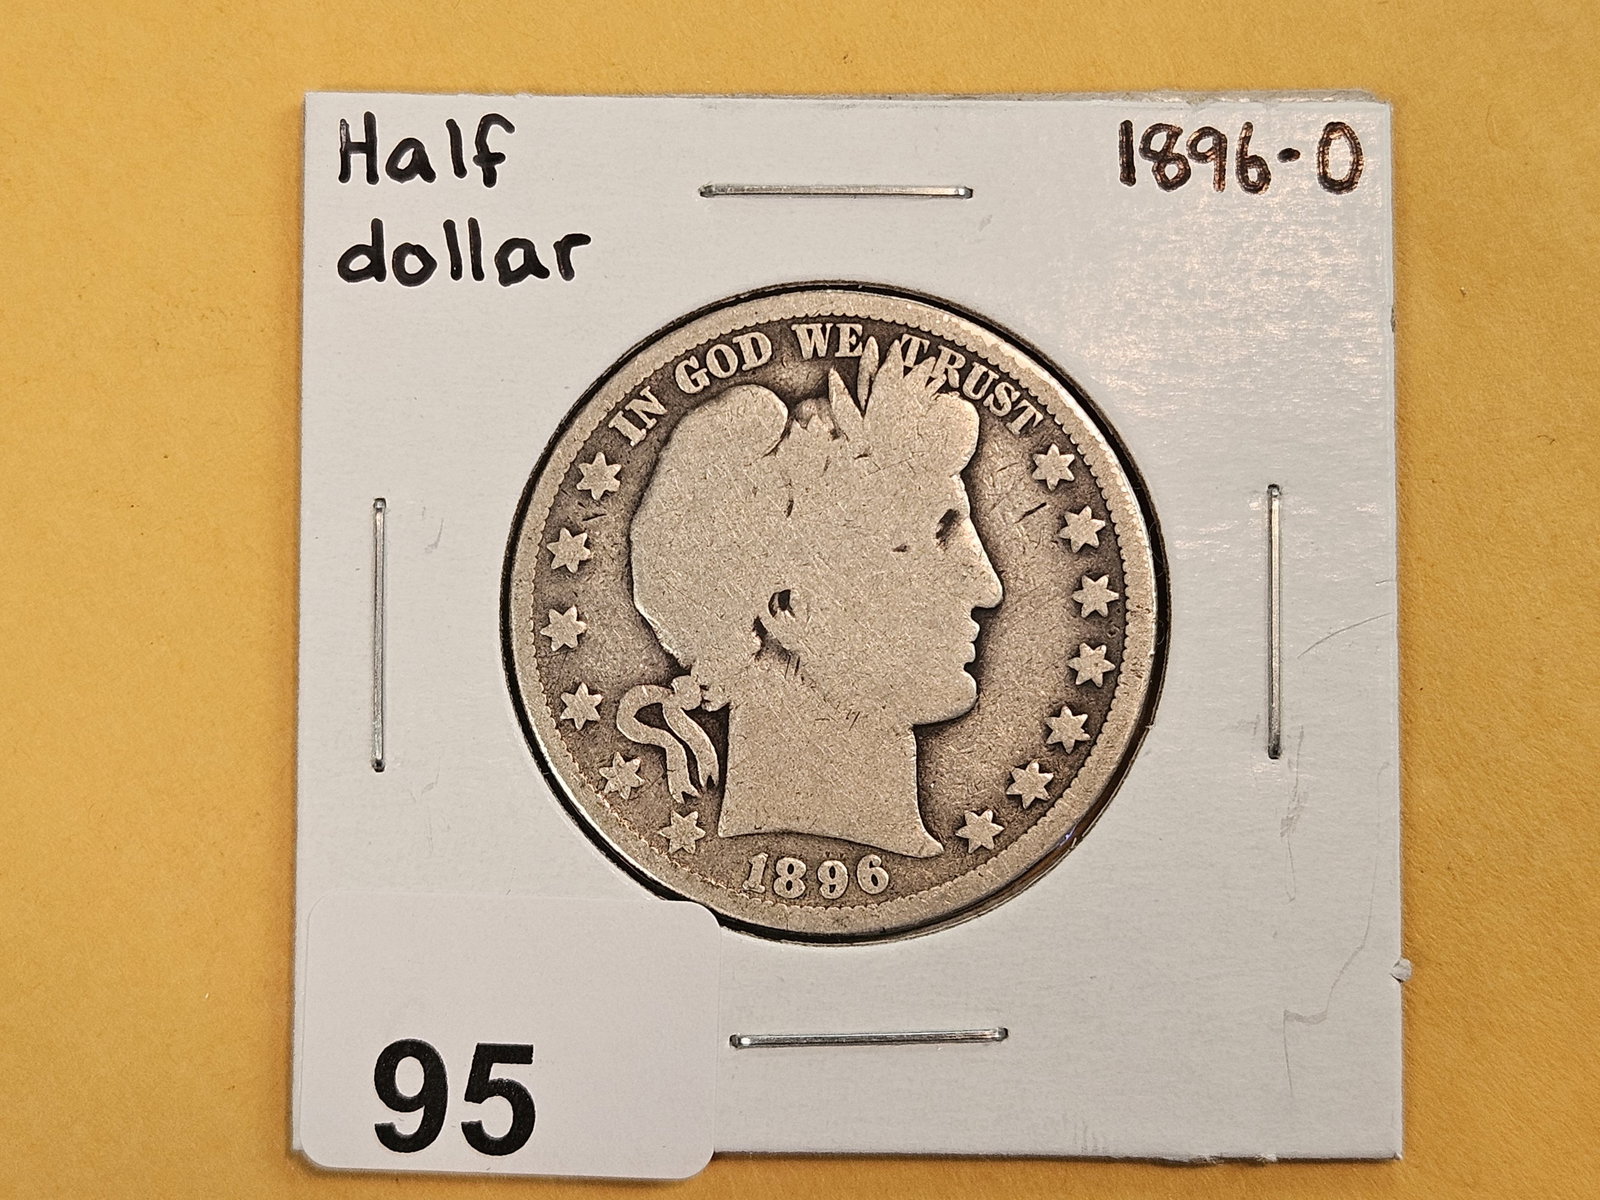 Half
dollar
1896-O
IN GOD WE TRUST
1896
95